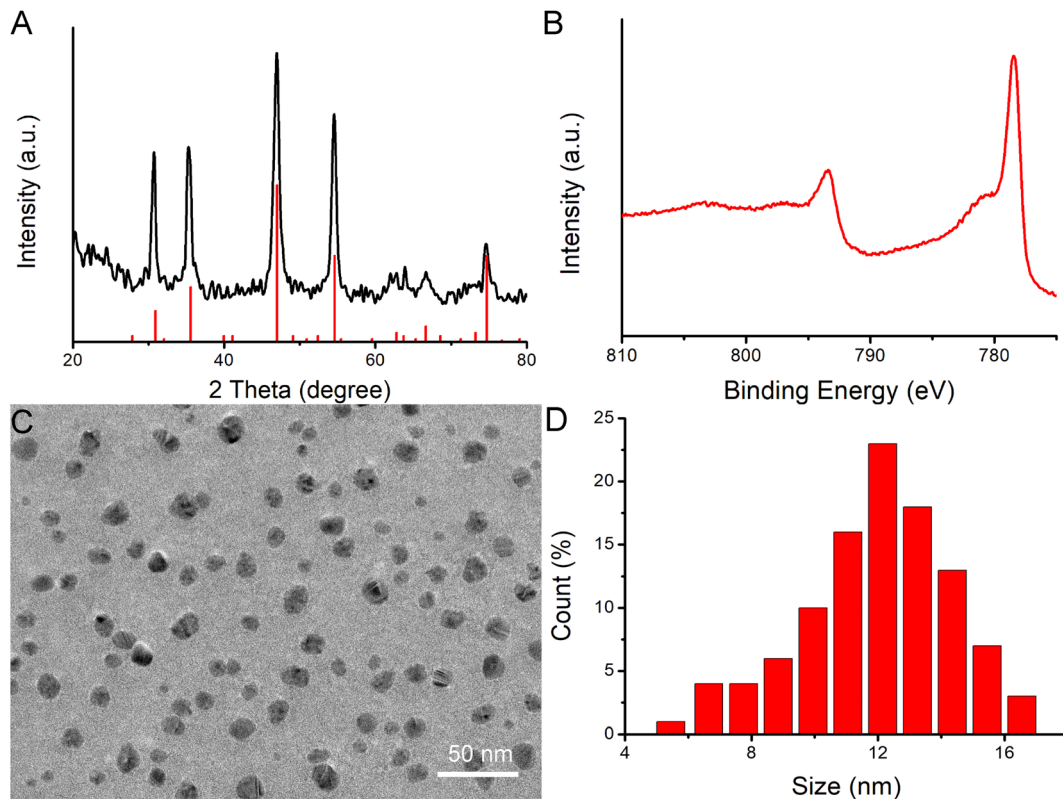 A
Intensity (a.u.)
20
40
60
80
2 Theta (degree)
B
Intensity (a.u.)
810
800
790
780
Binding Energy (eV)
C
50 nm
D
Count (%)
25
20
15
10
5
0
4
8
12
16
Size (nm)